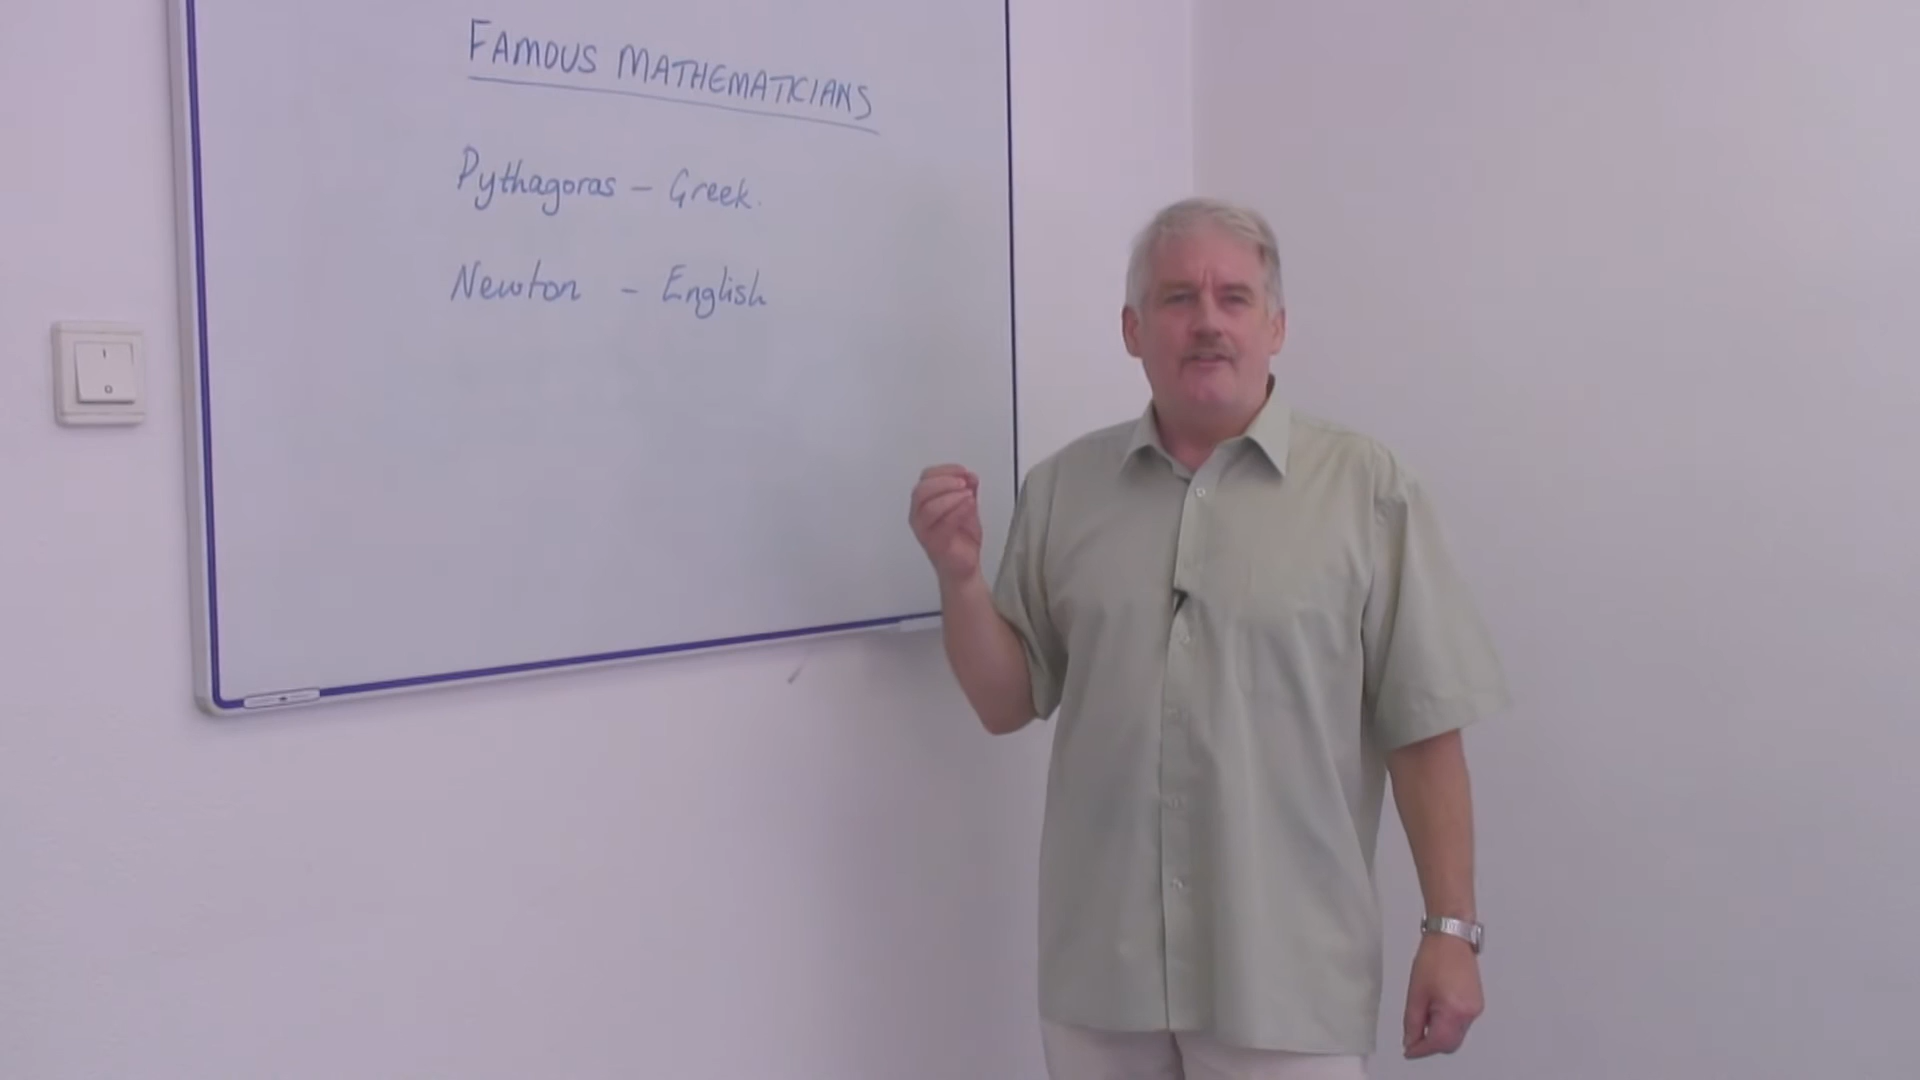 FAMOUS MATHEMATICIANS
Pythagoras – Greek.
Newton – English